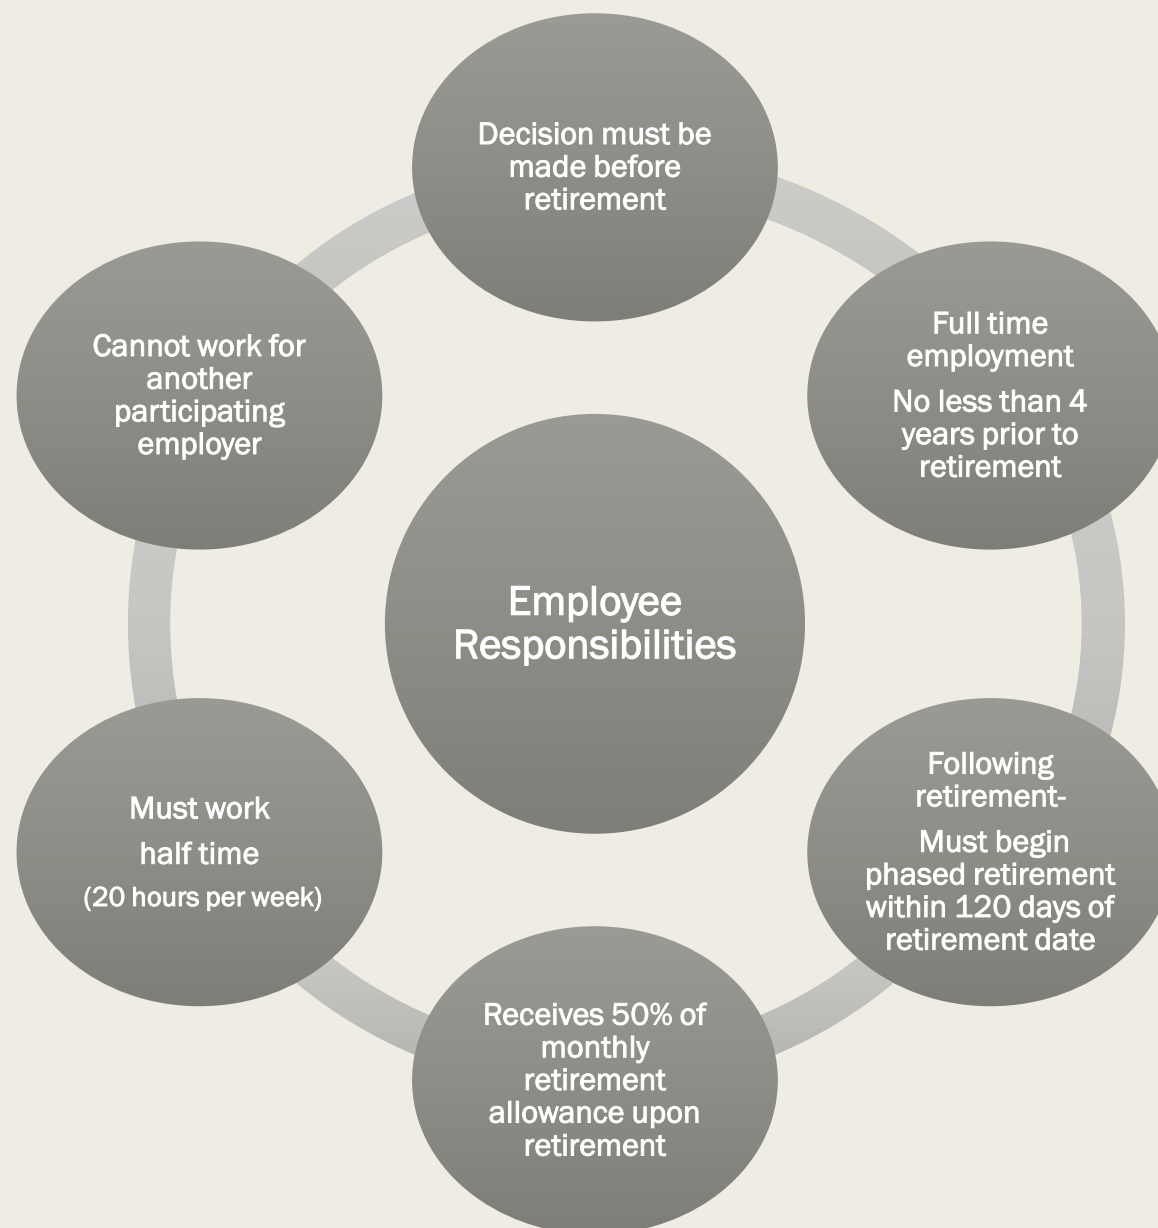 Decision must be
made before
retirement
Full time
employment
No less than 4
years prior to
retirement
Following
retirement-
Must begin
phased retirement
within 120 days of
retirement date
Receives 50% of
monthly
retirement
allowance upon
retirement
Must work
half time
(20 hours per week)
Cannot work for
another
participating
employer
Employee
Responsibilities